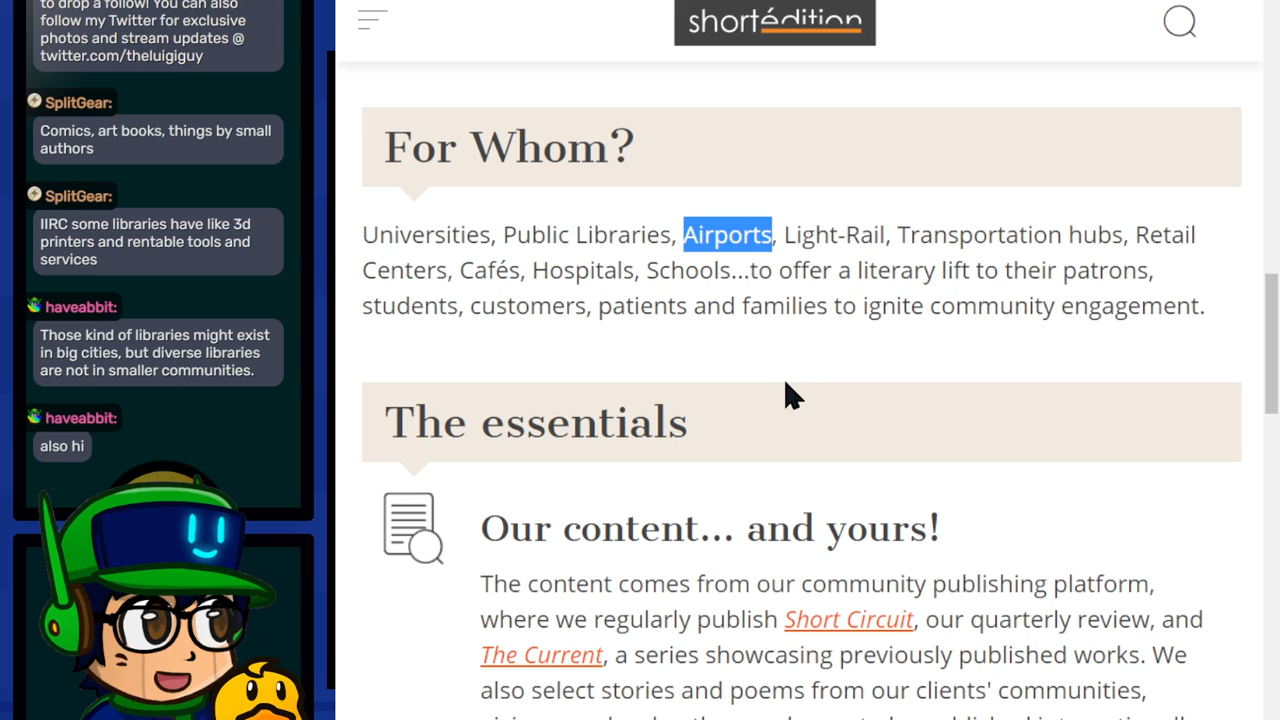 to drop a follow! You can also
follow my Twitter for exclusive
photos and stream updates @
twitter.com/theluigiguy
SplitGear:
Comics, art books, things by small
authors
SplitGear:
IIRC some libraries have like 3d
printers and rentable tools and
services
haveabbit:
Those kind of libraries might exist
in big cities, but diverse libraries
are not in smaller communities.
haveabbit:
also hi
shortédition
For Whom?
Universities, Public Libraries, Airports, Light-Rail, Transportation hubs, Retail
Centers, Cafés, Hospitals, Schools...to offer a literary lift to their patrons,
students, customers, patients and families to ignite community engagement.
The essentials
Our content... and yours!
The content comes from our community publishing platform,
where we regularly publish Short Circuit, our quarterly review, and
The Current, a series showcasing previously published works. We
also select stories and poems from our clients' communities,